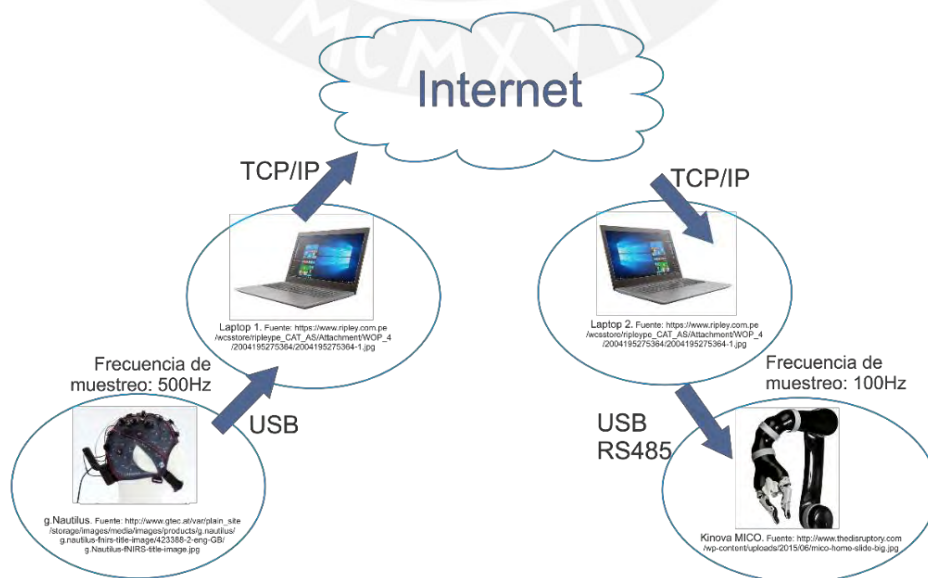 MCMXVII
Internet
TCP/IP
TCP/IP
Laptop 1. Fuente: https://www.ripley.com.pe
/wcsstore/ripleype_CAT_AS/Attachment/WOP_4
/2004195275364/2004195275364-1.jpg
Laptop 2. Fuente: https://www.ripley.com.pe
/wcsstore/ripleype_CAT_AS/Attachment/WOP_4
/2004195275364/2004195275364-1.jpg
Frecuencia de
muestreo: 500Hz
USB
USB
RS485
Frecuencia de
muestreo: 100Hz
g.Nautilus. Fuente: http://www.gtec.at/var/plain_site
/storage/images/media/images/products/g.nautilus/
g.nautilus-fnirs-title-image/423388-2-eng-GB/
g.Nautilus-fNIRS-title-image.jpg
Kinova MICO. Fuente: http://www.thedisruptory.com
/wp-content/uploads/2015/06/mico-home-slide-big.jpg